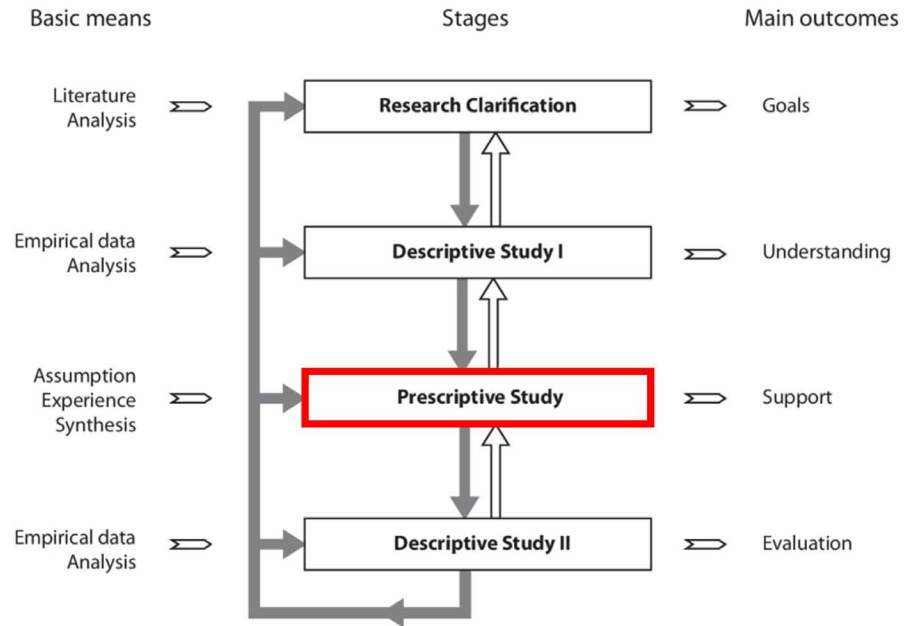 Basic means
Stages
Main outcomes
Literature
Analysis
Research Clarification
Goals
Empirical data
Analysis
Descriptive Study I
Understanding
Assumption
Experience
Synthesis
Prescriptive Study
Support
Empirical data
Analysis
Descriptive Study II
Evaluation